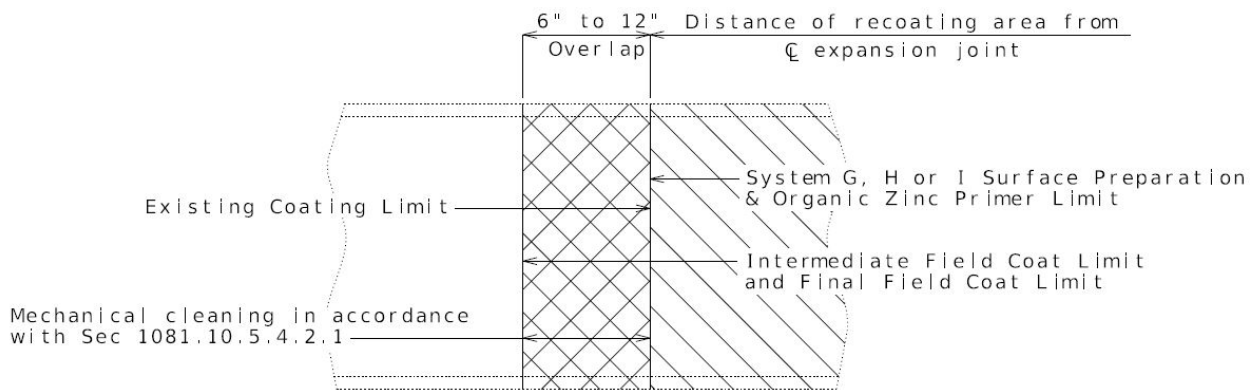 6" to 12"
Overlap
Distance of recoating area from
℄ expansion joint
System G, H or I Surface Preparation
& Organic Zinc Primer Limit
Existing Coating Limit
Intermediate Field Coat Limit
and Final Field Coat Limit
Mechanical cleaning in accordance
with Sec 1081.10.5.4.2.1